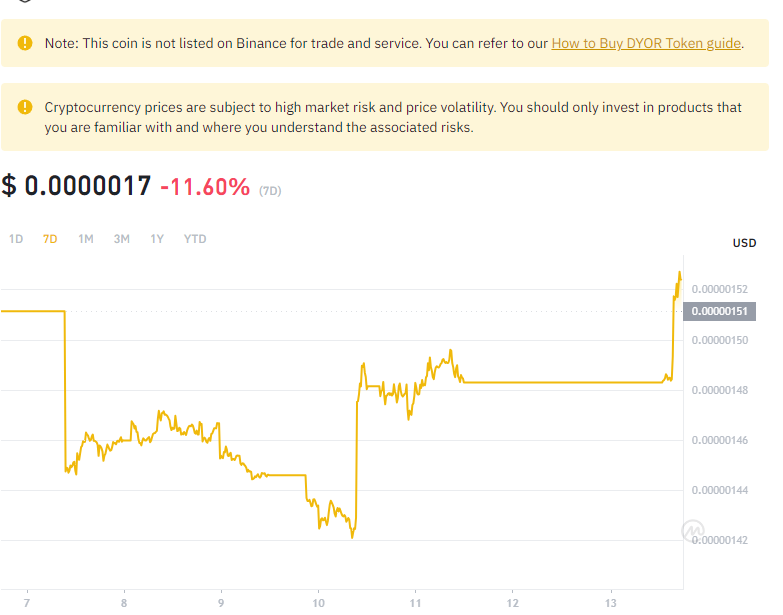 Note: This coin is not listed on Binance for trade and service. You can refer to our How to Buy DYOR Token guide.
Cryptocurrency prices are subject to high market risk and price volatility. You should only invest in products that
you are familiar with and where you understand the associated risks.
$ 0.0000017 -11.60% (7D)
1D 7D 1M 3M 1Y YTD
USD
0.00000152
0.00000151
0.00000150
0.00000148
0.00000146
0.00000144
0.00000142
7 8 9 10 11 12 13